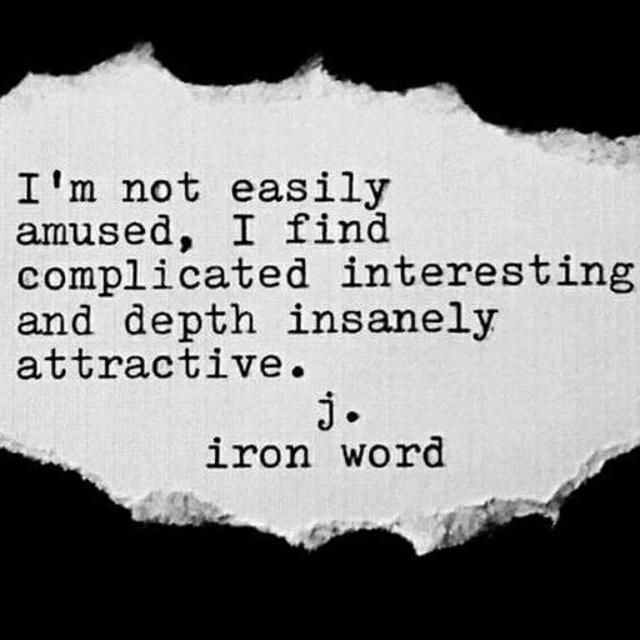 I'm not easily
amused, I find
complicated interesting
and depth insanely
attractive.
j.
iron word